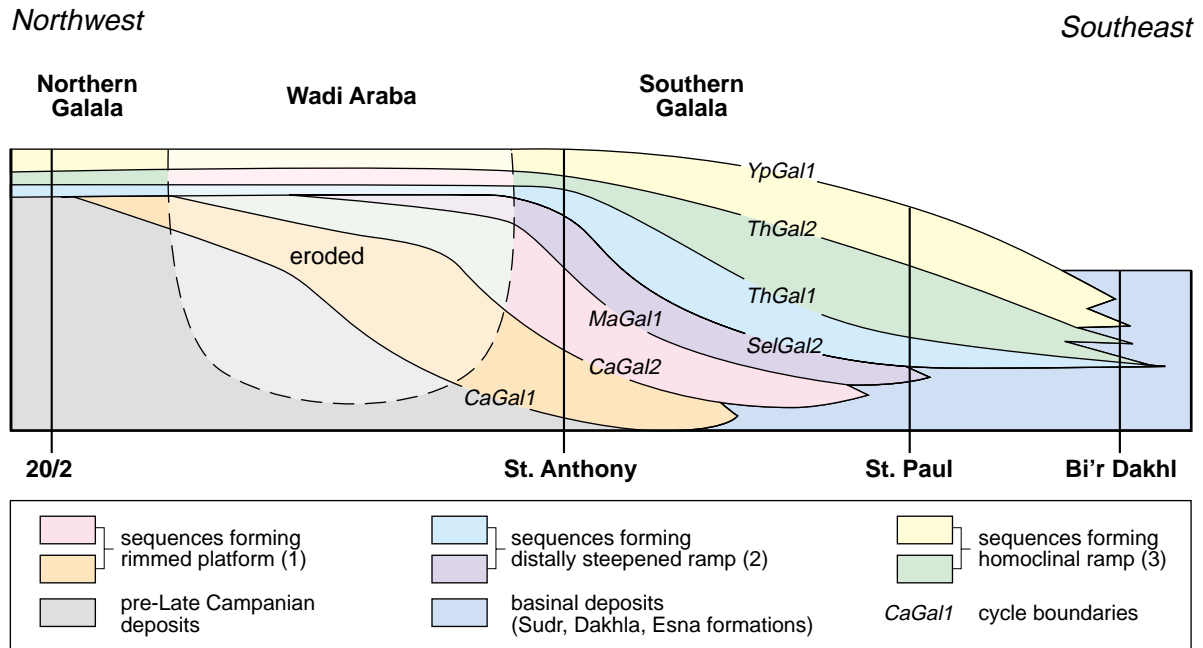 Northwest
Southeast
Northern
Galala
Wadi Araba
Southern
Galala
YpGal1
ThGal2
eroded
ThGal1
MaGal1
SelGal2
CaGal2
CaGal1
20/2
St. Anthony
St. Paul
Bi'r Dakhl
sequences forming
rimmed platform (1)
pre-Late Campanian
deposits
sequences forming
distally steepened ramp (2)
basinal deposits
(Sudr, Dakhla, Esna formations)
sequences forming
homoclinal ramp (3)
CaGal1 cycle boundaries